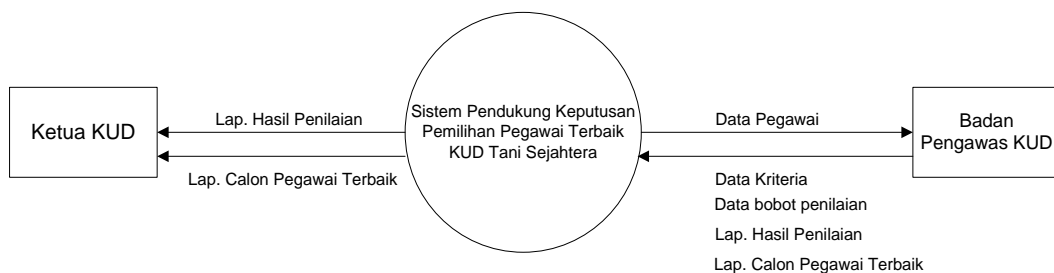 Ketua KUD
Lap. Hasil Penilaian
Lap. Calon Pegawai Terbaik
Sistem Pendukung Keputusan
Pemilihan Pegawai Terbaik
KUD Tani Sejahtera
Data Pegawai
Data Kriteria
Data bobot penilaian
Lap. Hasil Penilaian
Lap. Calon Pegawai Terbaik
Badan
Pengawas KUD